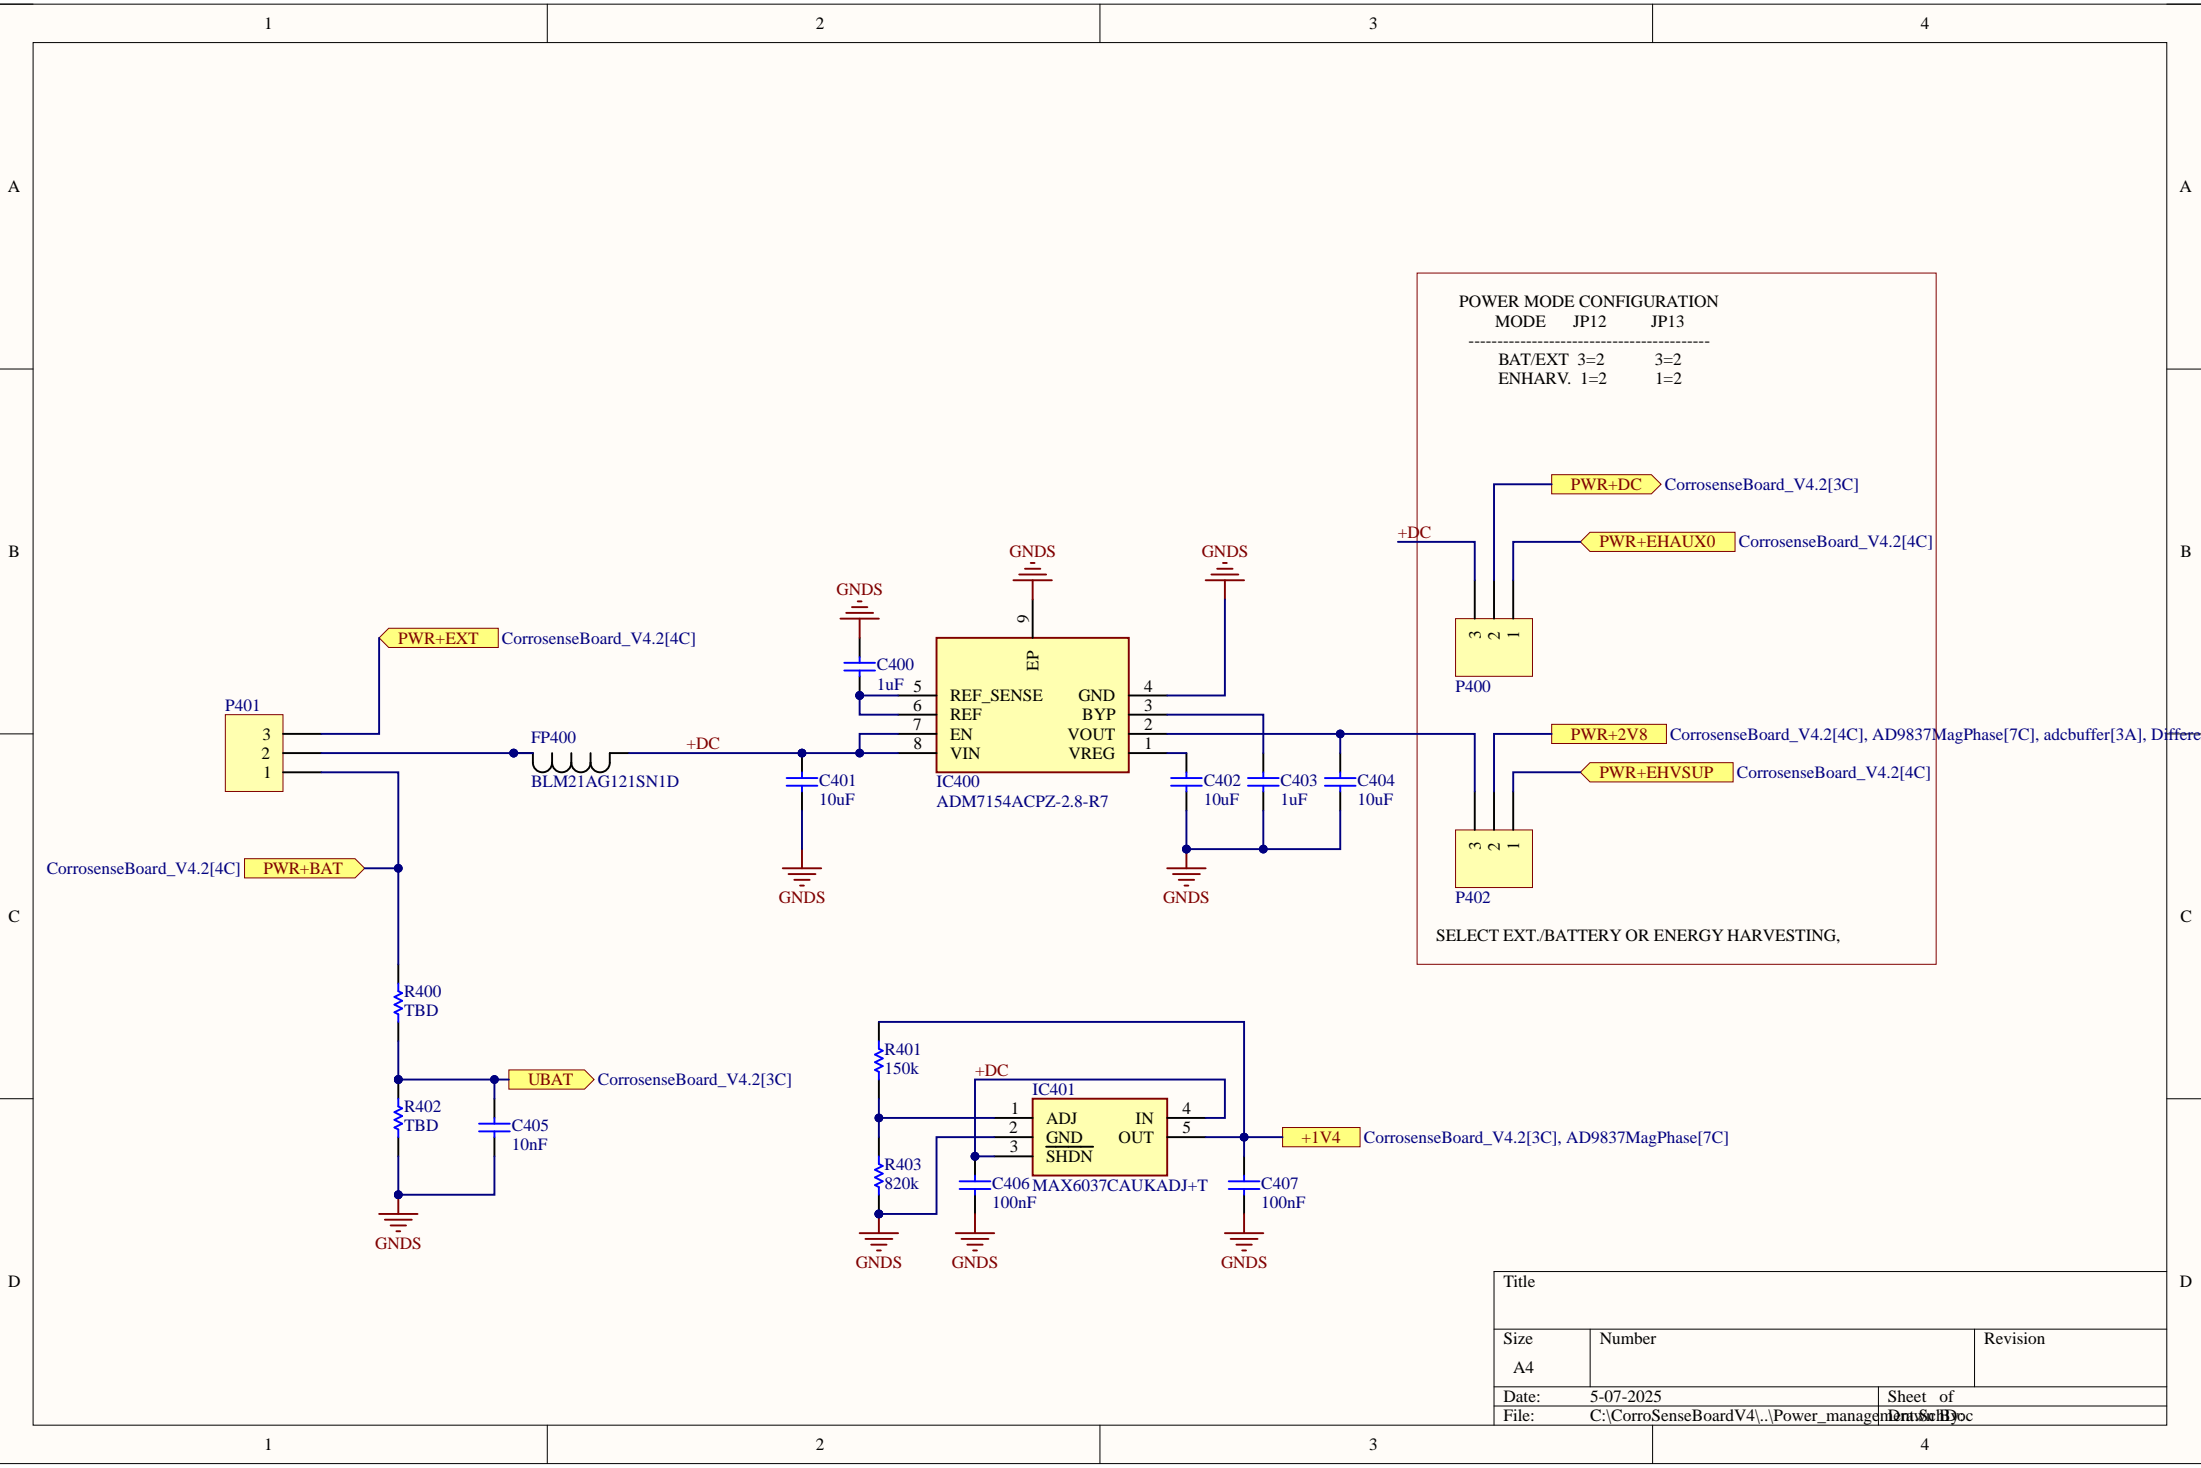 1 2 3 4
A A
POWER MODE CONFIGURATION
MODE JP12 JP13
------------------------------------------
BAT/EXT 3=2 3=2
ENHARV. 1=2 1=2
PWR+DC CorrosenseBoard_V4.2[3C]
+DC
PWR+EHAUX0 CorrosenseBoard_V4.2[4C]
B B
GNDS GNDS
GNDS
9
EP
3 2 1
P400
PWR+EXT CorrosenseBoard_V4.2[4C]
C400
1uF
5 REF_SENSE GND 4
6 REF BYP 3
7 EN VOUT 2
8 VIN VREG 1
IC400
ADM7154ACPZ-2.8-R7
P401
3
2
1
FP400
BLM21AG121SN1D
+DC
C401
10uF
GNDS
C402
10uF
C403
1uF
C404
10uF
GNDS
PWR+2V8 CorrosenseBoard_V4.2[4C], AD9837MagPhase[7C], adcbuffer[3A], Differe
PWR+EHVSUP CorrosenseBoard_V4.2[4C]
3 2 1
P402
SELECT EXT./BATTERY OR ENERGY HARVESTING,
CorrosenseBoard_V4.2[4C] PWR+BAT
C C
R400
TBD
UBAT CorrosenseBoard_V4.2[3C]
R402
TBD
C405
10nF
GNDS
R401
150k
+DC
IC401
1 ADJ IN 4
2 GND OUT 5
3 SHDN
MAX6037CAUKADJ+T
R403
820k
C406
100nF
C407
100nF
+1V4 CorrosenseBoard_V4.2[3C], AD9837MagPhase[7C]
GNDS GNDS GNDS
D D
Title
Size Number Revision
A4
Date: 5-07-2025 Sheet of
File: C:\CorroSenseBoardV4\..\Power_management.SchDoc Drawn By:
1 2 3 4